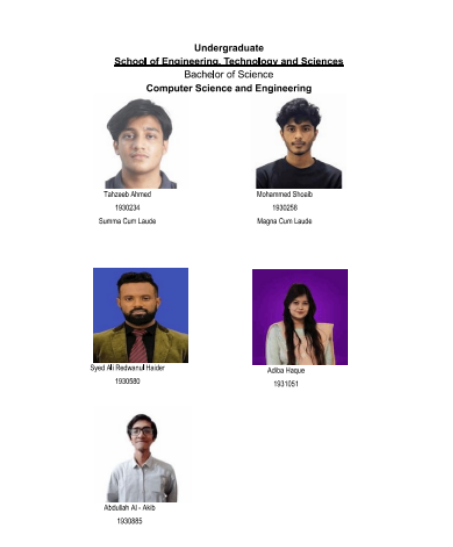 Undergraduate
School of Engineering, Technology and Sciences
Bachelor of Science
Computer Science and Engineering
Tahzeeb Ahmed
1930234
Summa Cum Laude
Mohammed Shoaib
1930258
Magna Cum Laude
Syed Ali Redwanul Haider
1930580
Adiba Haque
1931051
Abdullah Al - Akib
1930885